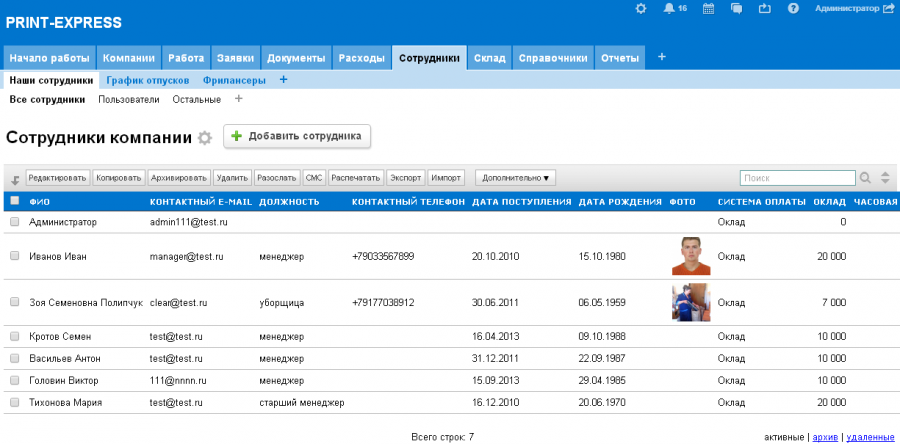 16 Администратор
PRINT-EXPRESS
Начало работы Компании Работа Заявки Документы Расходы Сотрудники Склад Справочники Отчеты +
Наши сотрудники График отпусков Фрилансеры +
Все сотрудники Пользователи Остальные +
Сотрудники компании Добавить сотрудника
Редактировать Копировать Архивировать Удалить Разослать СМС Распечатать Экспорт Импорт Дополнительно ▼ Поиск
ФИО КОНТАКТНЫЙ E-MAIL ДОЛЖНОСТЬ КОНТАКТНЫЙ ТЕЛЕФОН ДАТА ПОСТУПЛЕНИЯ ДАТА РОЖДЕНИЯ ФОТО СИСТЕМА ОПЛАТЫ ОКЛАД ЧАСОВАЯ
Администратор admin111@test.ru Оклад 0
Иванов Иван manager@test.ru менеджер +79033567899 20.10.2010 15.10.1980 Оклад 20 000
Зоя Семеновна Полипчук clear@test.ru уборщица +79177038912 30.06.2011 06.05.1959 Оклад 7 000
Кротов Семен test@test.ru менеджер 16.04.2013 09.10.1988 Оклад 10 000
Васильев Антон test@test.ru менеджер 31.12.2011 22.09.1987 Оклад 10 000
Головин Виктор 111@nnnn.ru менеджер 15.09.2013 29.04.1985 Оклад 10 000
Тихонова Мария test@test.ru старший менеджер 16.12.2010 20.06.1970 Оклад 20 000
Всего строк: 7 активные | архив | удаленные